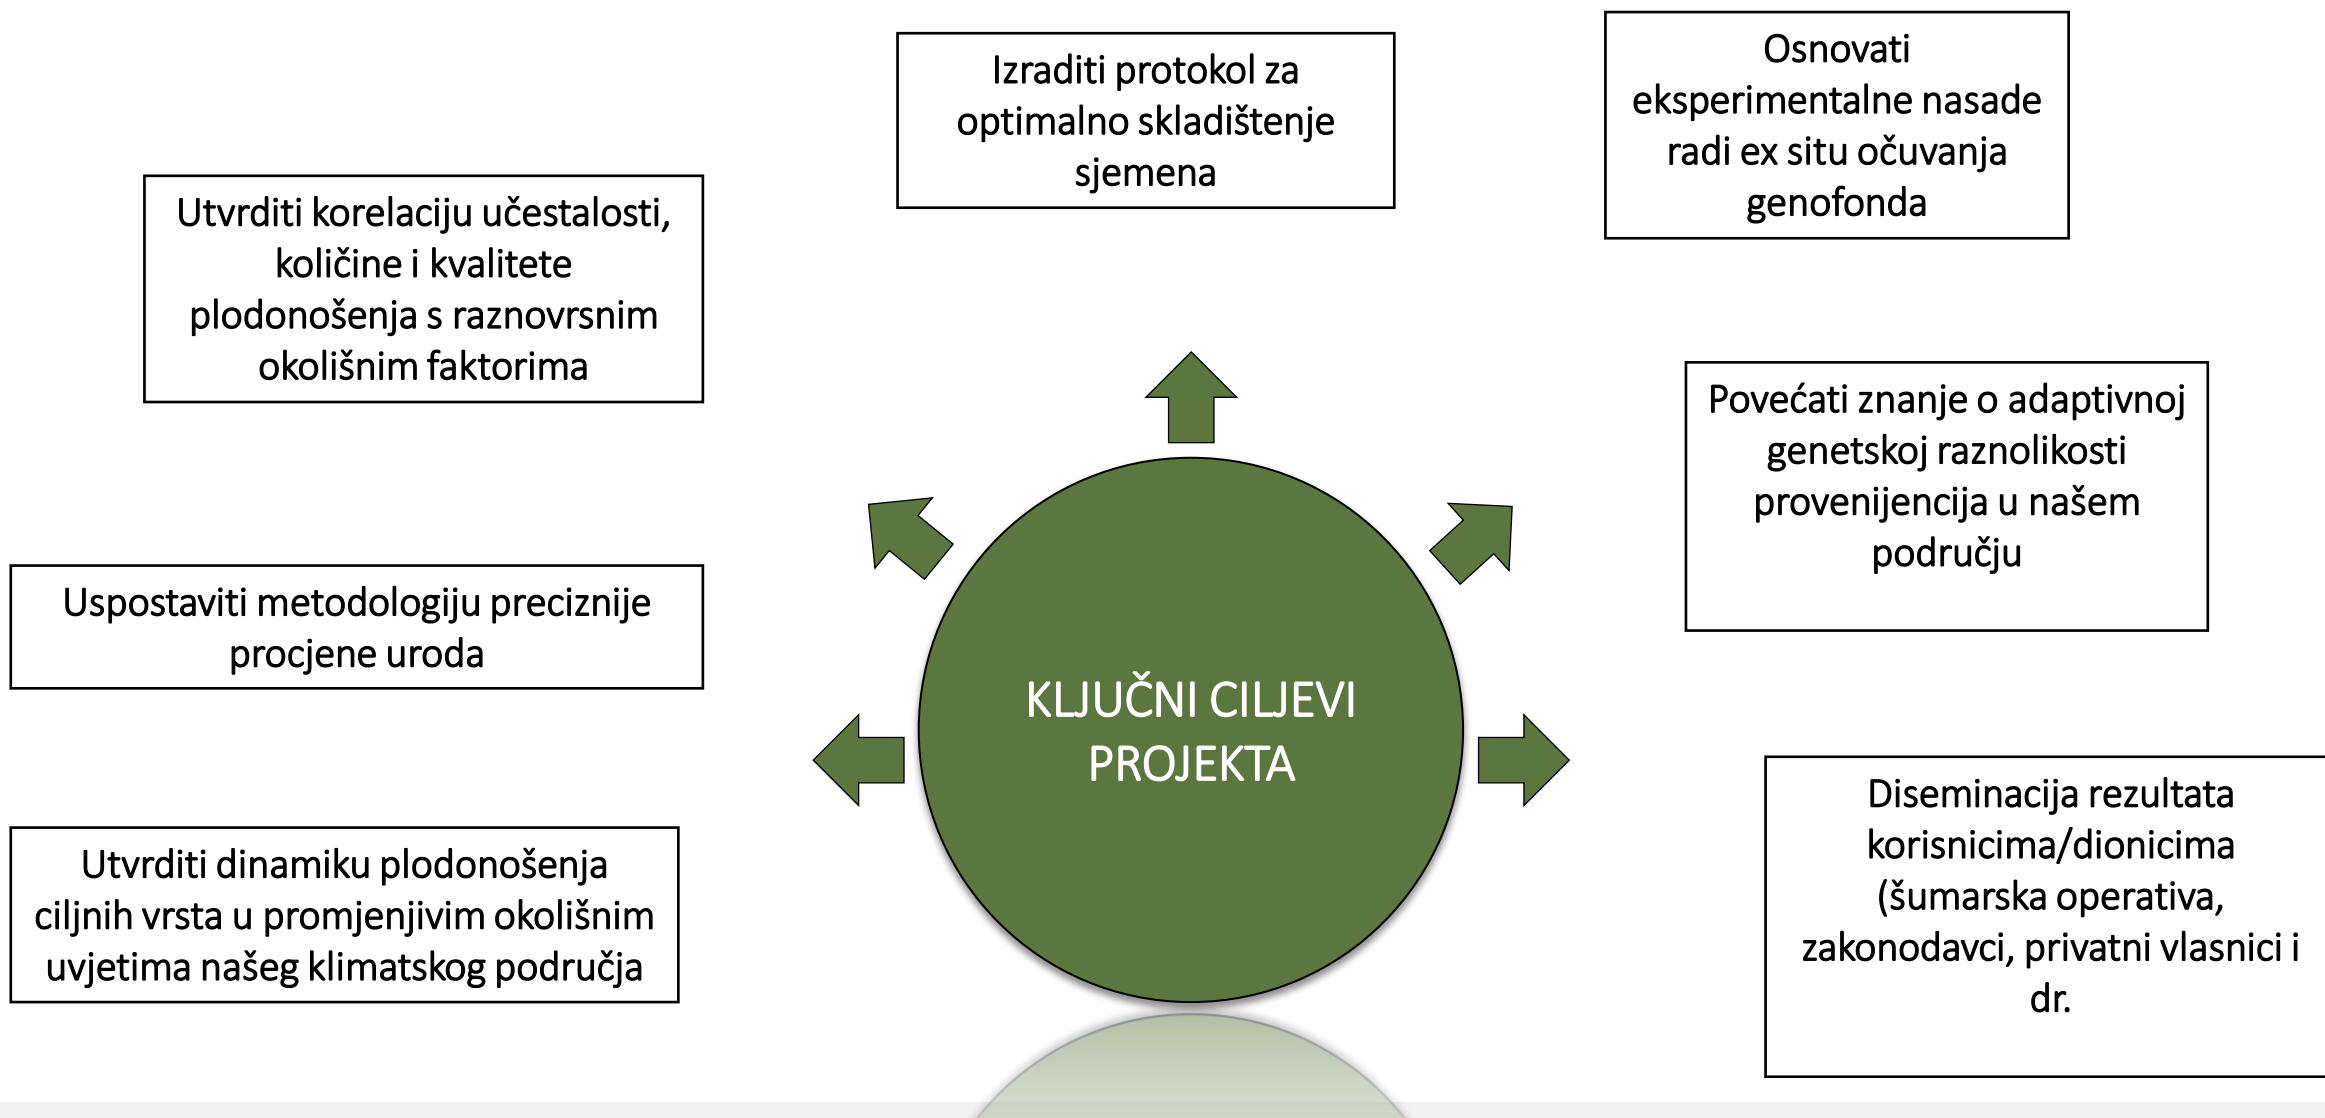 Izraditi protokol za
optimalno skladištenje
sjemena
Osnovati
eksperimentalne nasade
radi ex situ očuvanja
genofonda
Utvrditi korelaciju učestalosti,
količine i kvalitete
plodonošenja s raznovrsnim
okolišnim faktorima
Povećati znanje o adaptivnoj
genetskoj raznolikosti
provenijencija u našem
području
Uspostaviti metodologiju preciznije
procjene uroda
KLJUČNI CILJEVI
PROJEKTA
Utvrditi dinamiku plodonošenja
ciljnih vrsta u promjenjivim okolišnim
uvjetima našeg klimatskog područja
Diseminacija rezultata
korisnicima/dionicima
(šumarska operativa,
zakonodavci, privatni vlasnici i
dr.